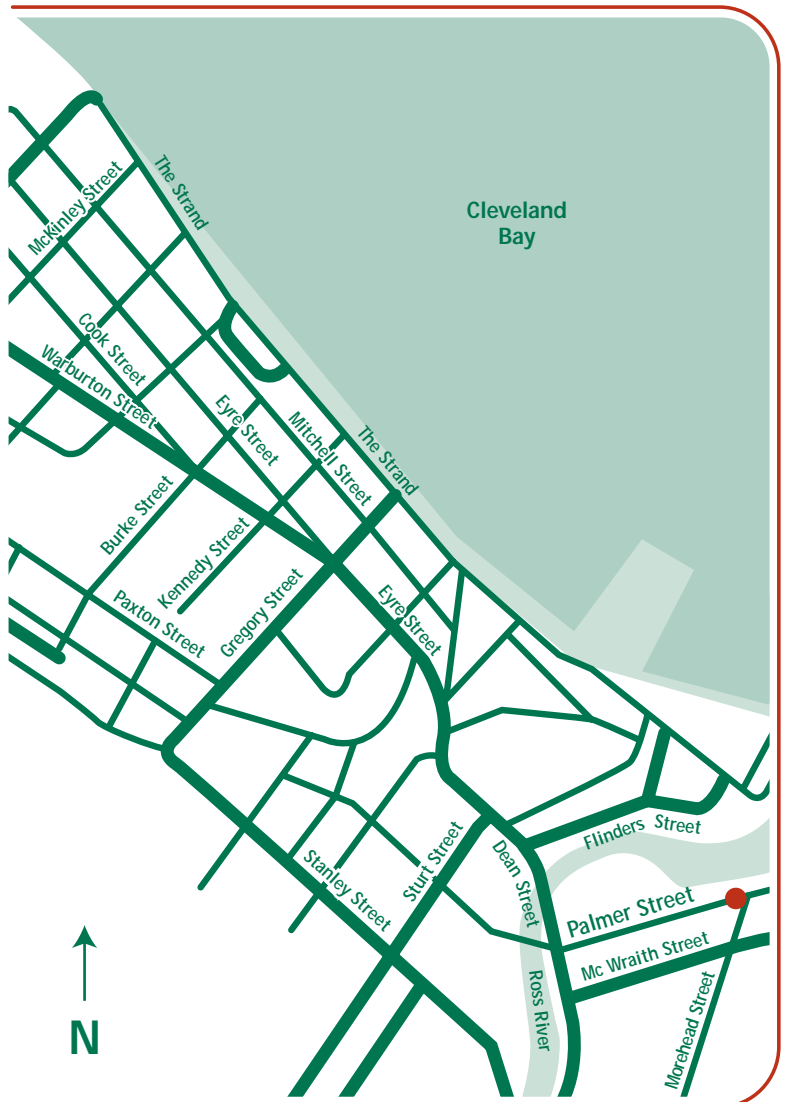 The Strand
McKinley Street
Cleveland
Bay
Cook Street
Warburton Street
Eyre Street
Mitchell Street
The Strand
Burke Street
Kennedy Street
Gregory Street
Paxton Street
Eyre Street
Flinders Street
Sturt Street
Dean Street
Stanley Street
Palmer Street
Mc Wraith Street
Ross River
Morehead Street
N